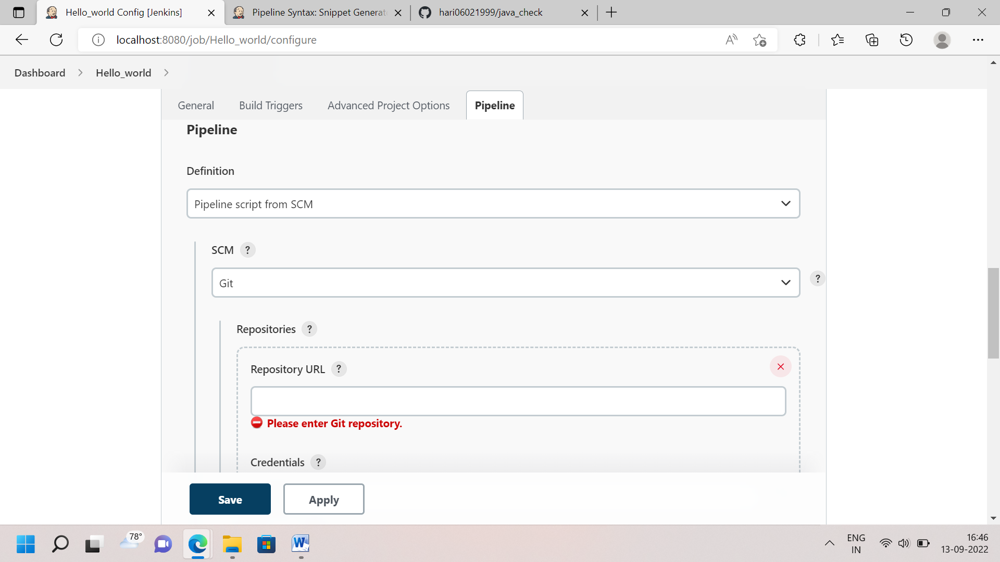 Hello_world Config [Jenkins]
Pipeline Syntax: Snippet Generat
hari06021999/java_check
localhost:8080/job/Hello_world/configure
Dashboard
Hello_world
General
Build Triggers
Advanced Project Options
Pipeline
Pipeline
Definition
Pipeline script from SCM
SCM ?
Git
?
Repositories ?
Repository URL ?
Please enter Git repository.
Credentials ?
Save
Apply
78°
ENG
IN
16:46
13-09-2022